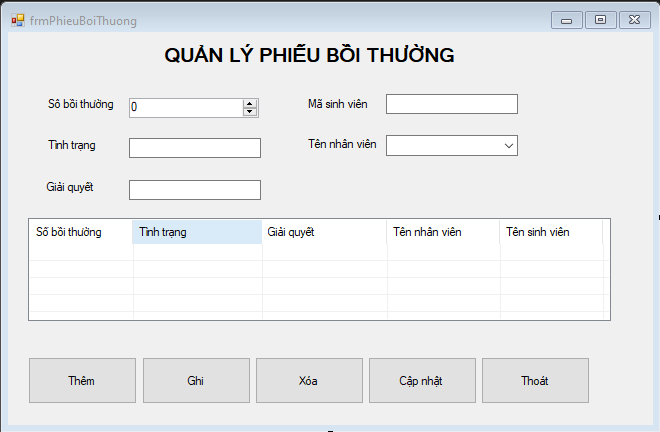 frmPhieuBoiThuong
QUẢN LÝ PHIẾU BỒI THƯỜNG
Số bồi thường 0 Mã sinh viên
Tình trạng Tên nhân viên
Giải quyết
Số bồi thường Tình trạng Giải quyết Tên nhân viên Tên sinh viên
Thêm Ghi Xóa Cập nhật Thoát